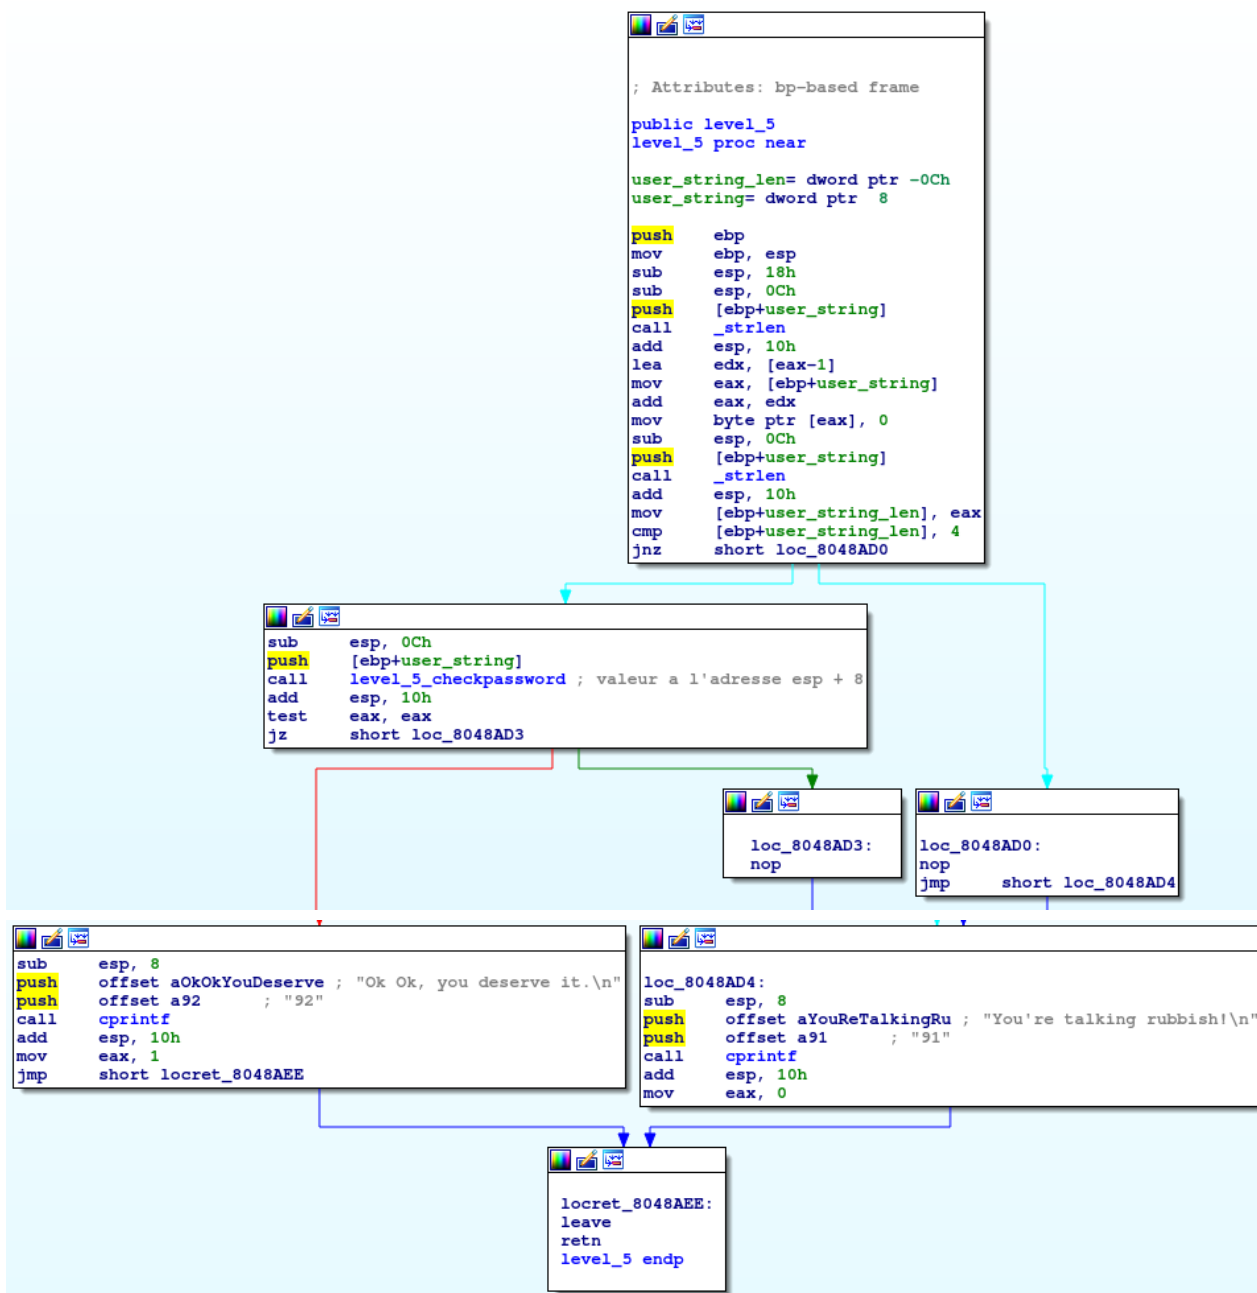 ; Attributes: bp-based frame
public level_5
level_5 proc near
user_string_len= dword ptr -0Ch
user_string= dword ptr  8
push    ebp
mov     ebp, esp
sub     esp, 18h
sub     esp, 0Ch
push    [ebp+user_string]
call    _strlen
add     esp, 10h
lea     edx, [eax-1]
mov     eax, [ebp+user_string]
add     eax, edx
mov     byte ptr [eax], 0
sub     esp, 0Ch
push    [ebp+user_string]
call    _strlen
add     esp, 10h
mov     [ebp+user_string_len], eax
cmp     [ebp+user_string_len], 4
jnz     short loc_8048AD0
sub     esp, 0Ch
push    [ebp+user_string]
call    level_5_checkpassword ; valeur a l'adresse esp + 8
add     esp, 10h
test    eax, eax
jz      short loc_8048AD3
loc_8048AD3:
nop
loc_8048AD0:
nop
jmp     short loc_8048AD4
sub     esp, 8
push    offset aOkOkYouDeserve ; "Ok Ok, you deserve it.\n"
push    offset a92      ; "92"
call    cprintf
add     esp, 10h
mov     eax, 1
jmp     short locret_8048AEE
loc_8048AD4:
sub     esp, 8
push    offset aYouReTalkingRu ; "You're talking rubbish!\n"
push    offset a91      ; "91"
call    cprintf
add     esp, 10h
mov     eax, 0
locret_8048AEE:
leave
retn
level_5 endp